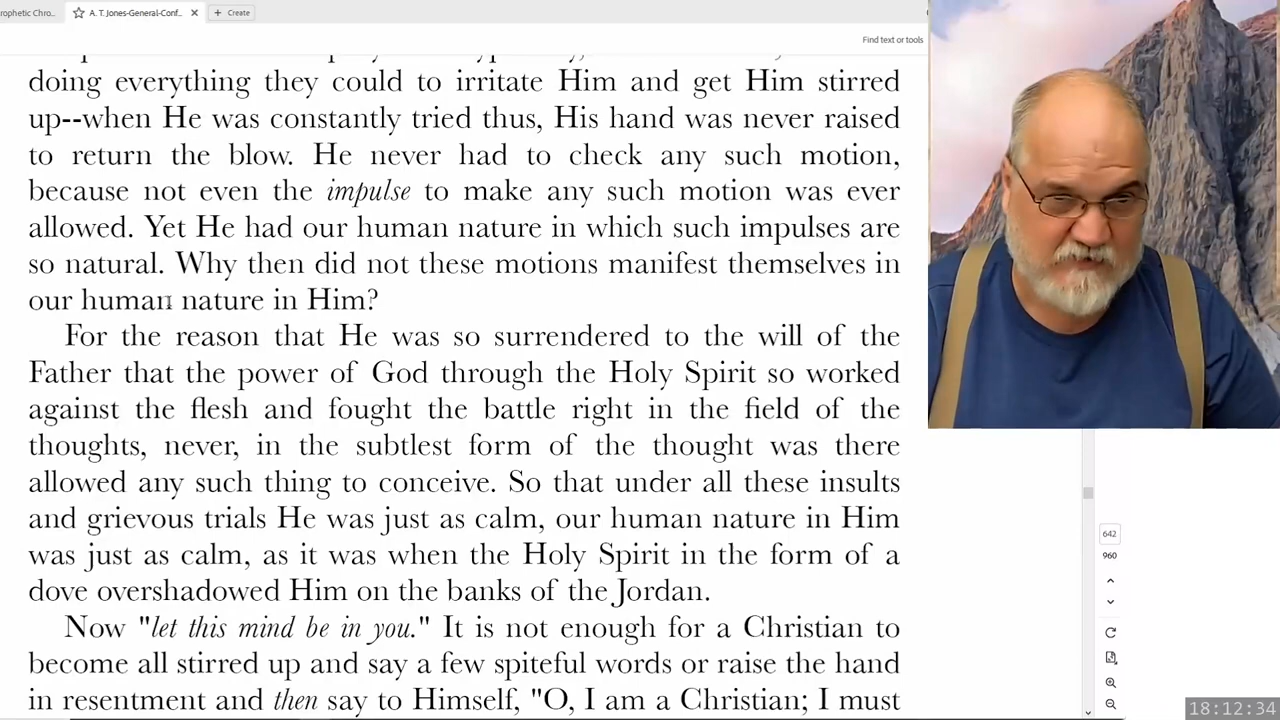 rophetic Chro...
A. T. Jones-General-Conf...
+ Create
Find text or tools
doing everything they could to irritate Him and get Him stirred
up--when He was constantly tried thus, His hand was never raised
to return the blow. He never had to check any such motion,
because not even the impulse to make any such motion was ever
allowed. Yet He had our human nature in which such impulses are
so natural. Why then did not these motions manifest themselves in
our human nature in Him?
For the reason that He was so surrendered to the will of the
Father that the power of God through the Holy Spirit so worked
against the flesh and fought the battle right in the field of the
thoughts, never, in the subtlest form of the thought was there
allowed any such thing to conceive. So that under all these insults
and grievous trials He was just as calm, our human nature in Him
was just as calm, as it was when the Holy Spirit in the form of a
dove overshadowed Him on the banks of the Jordan.
Now "let this mind be in you." It is not enough for a Christian to
become all stirred up and say a few spiteful words or raise the hand
in resentment and then say to Himself, "O, I am a Christian; I must
642
960
18:12:34